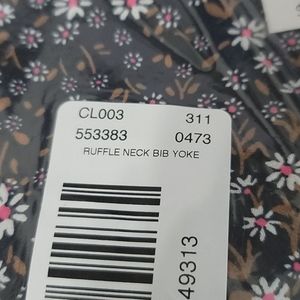 CL003 311
553383 0473
RUFFLE NECK BIB YOKE
49313